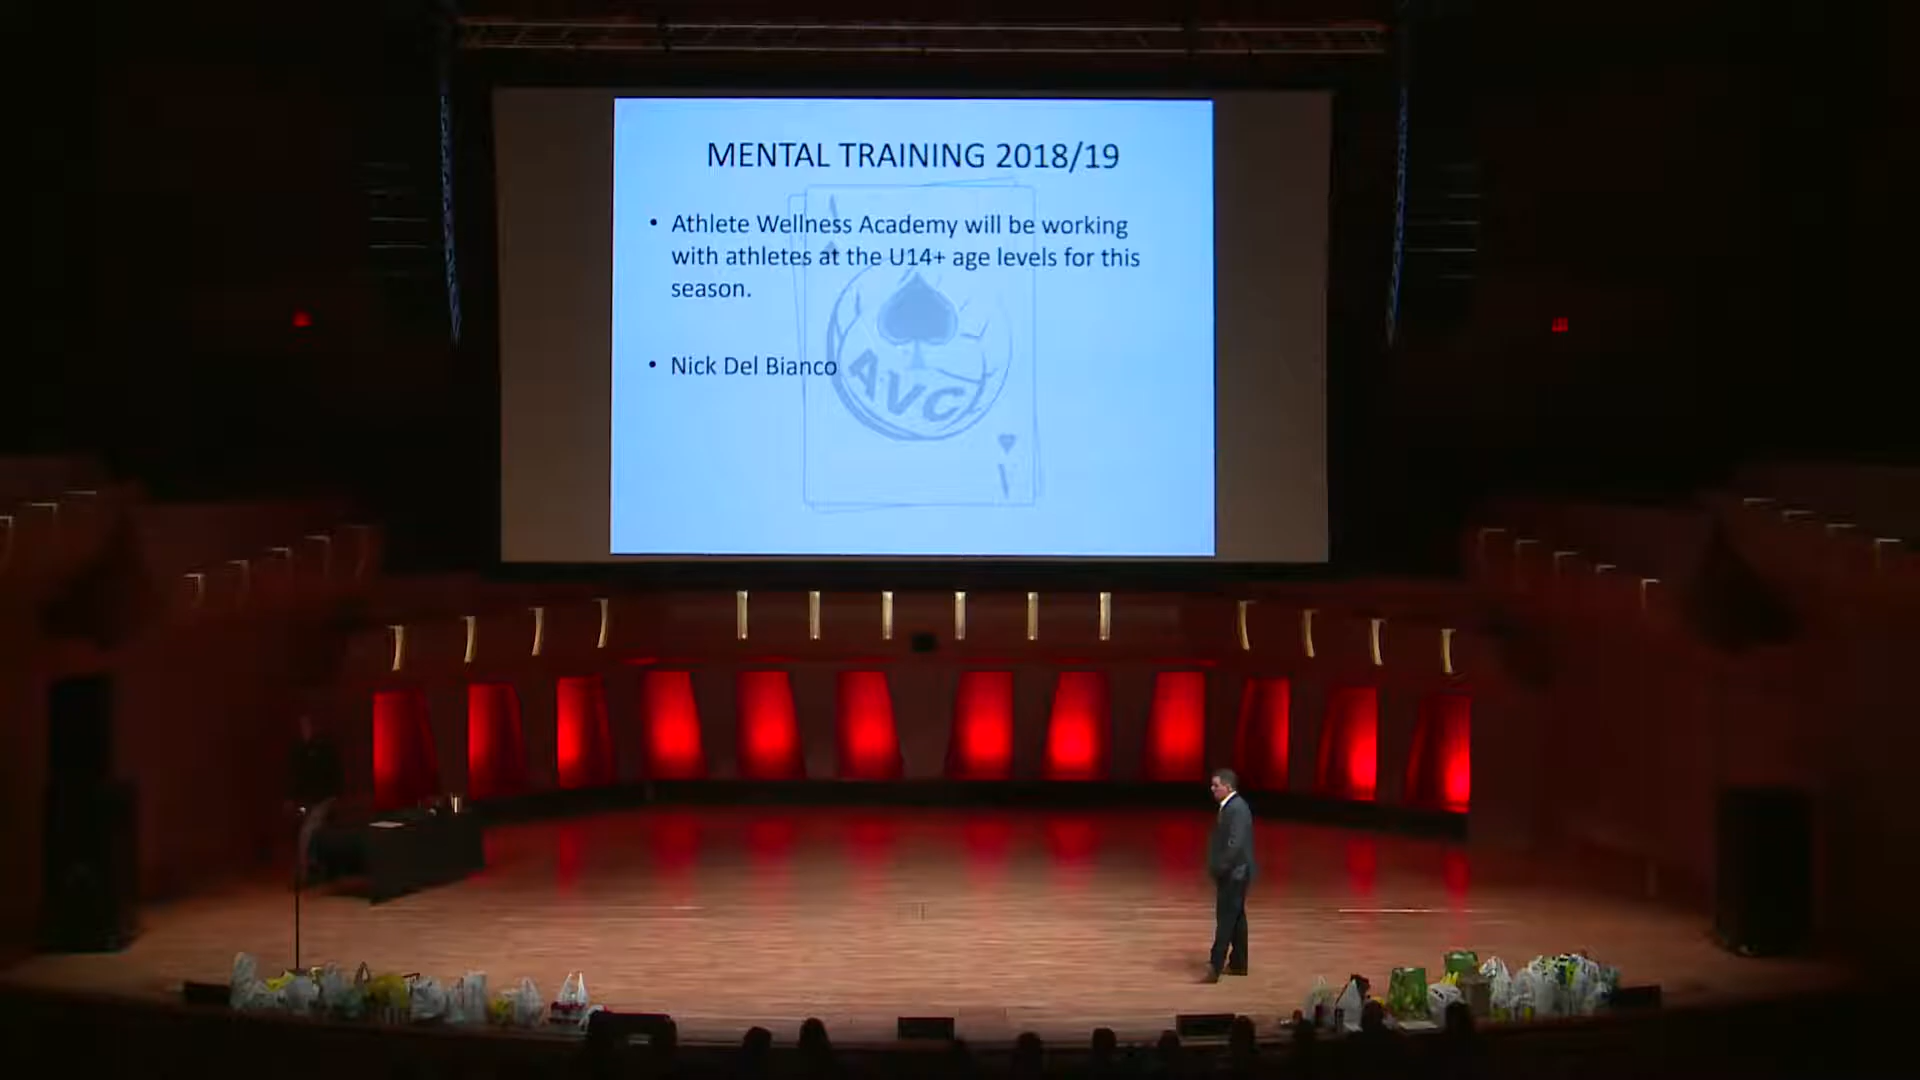 MENTAL TRAINING 2018/19
• Athlete Wellness Academy will be working
with athletes at the U14+ age levels for this
season.
• Nick Del Bianco
AVC